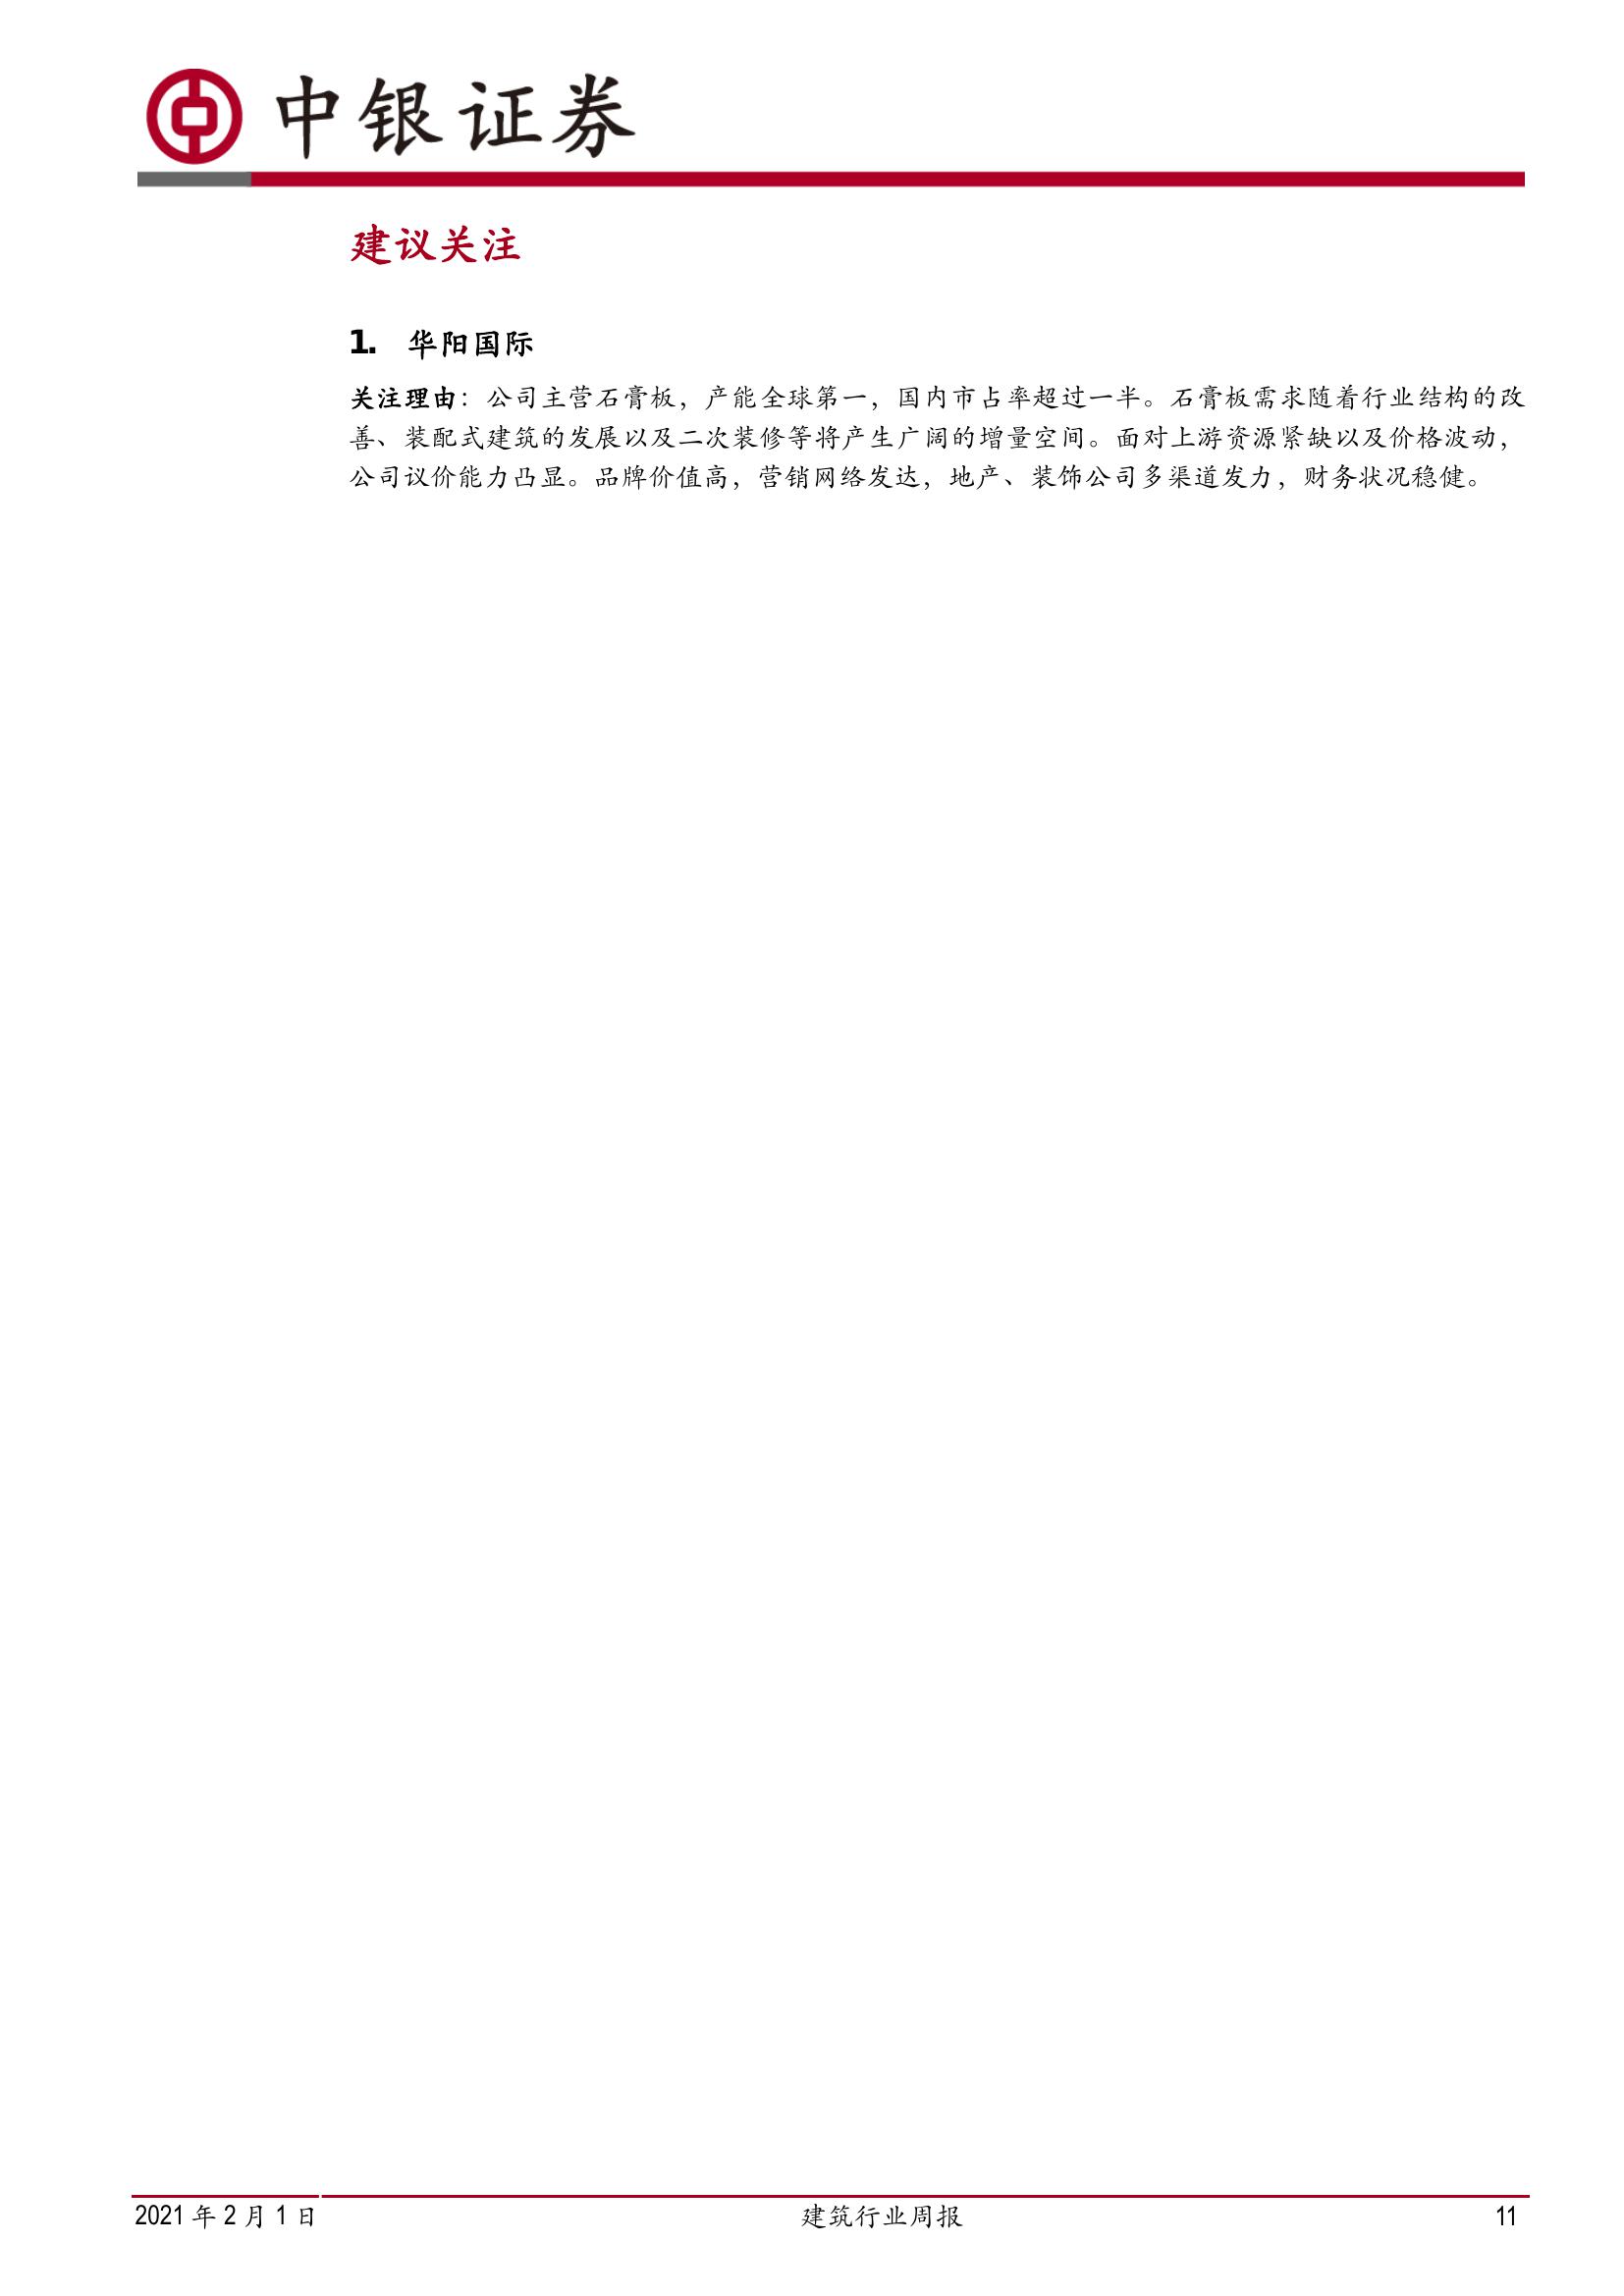 中银证券
建议关注
1. 华阳国际
关注理由：公司主营石膏板，产能全球第一，国内市占率超过一半。石膏板需求随着行业结构的改
善、装配式建筑的发展以及二次装修等将产生广阔的增量空间。面对上游资源紧缺以及价格波动，
公司议价能力凸显。品牌价值高，营销网络发达，地产、装饰公司多渠道发力，财务状况稳健。
2021 年 2 月 1 日 建筑行业周报 11